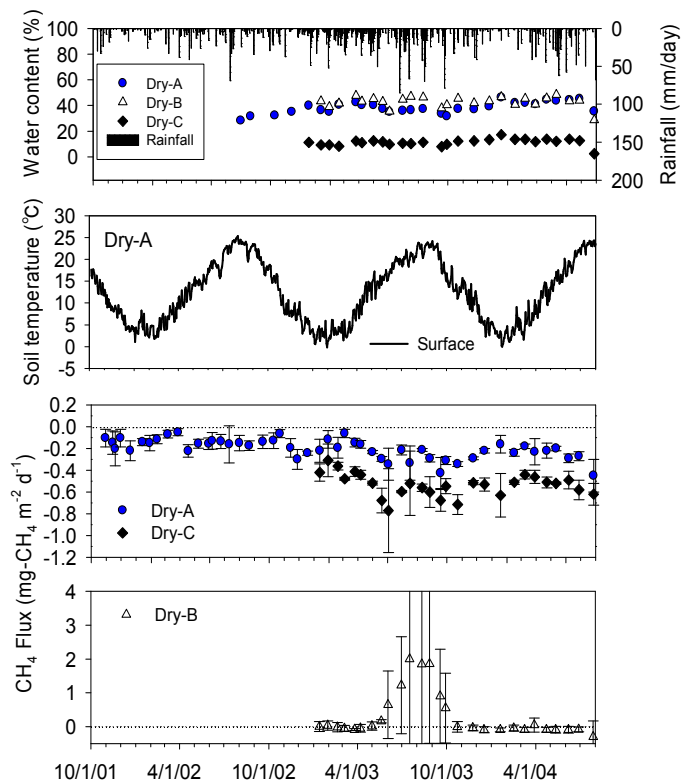 Water content (%)
100
80
60
40
20
0
Dry-A
Dry-B
Dry-C
Rainfall
0
50
100
150
200
Rainfall (mm/day)
Soil temperature (°C)
30
25
20
15
10
5
0
-5
Dry-A
Surface
CH₄ Flux (mg-CH₄ m⁻² d⁻¹)
0.2
-0.0
-0.2
-0.4
-0.6
-0.8
-1.0
-1.2
Dry-A
Dry-C
4
3
2
1
0
Dry-B
10/1/01 4/1/02 10/1/02 4/1/03 10/1/03 4/1/04